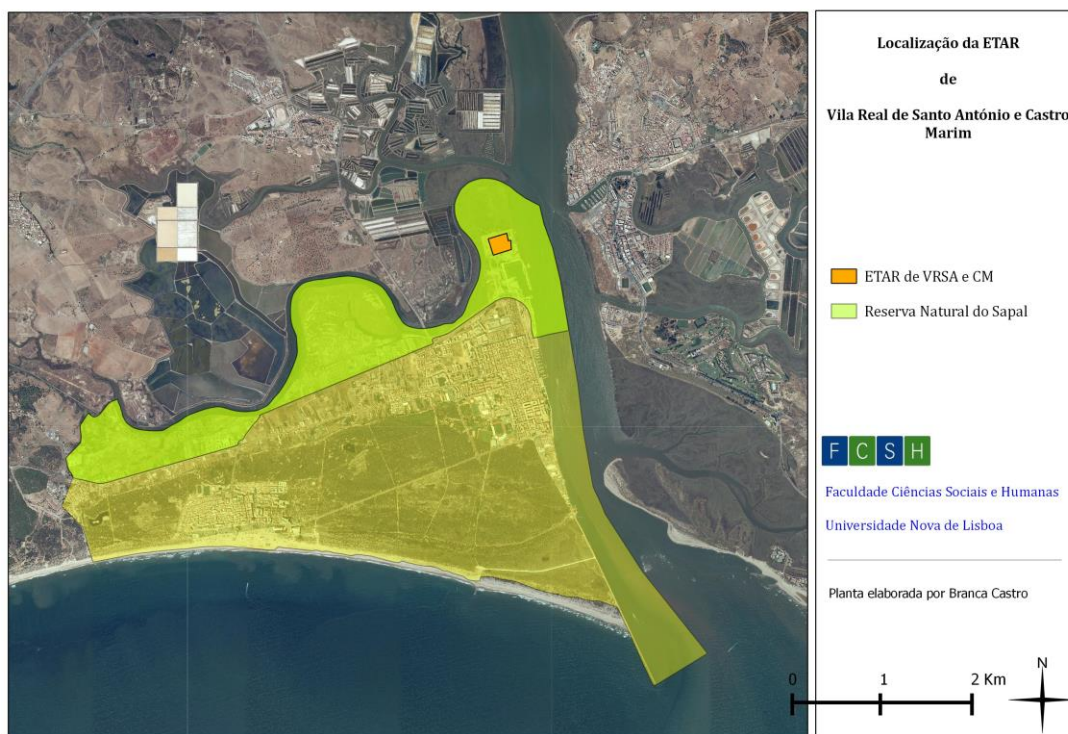 Localização da ETAR
de
Vila Real de Santo António e Castro
Marim
ETAR de VRSA e CM
Reserva Natural do Sapal
F C S H
Faculdade Ciências Sociais e Humanas
Universidade Nova de Lisboa
Planta elaborada por Branca Castro
0 1 2 Km
N